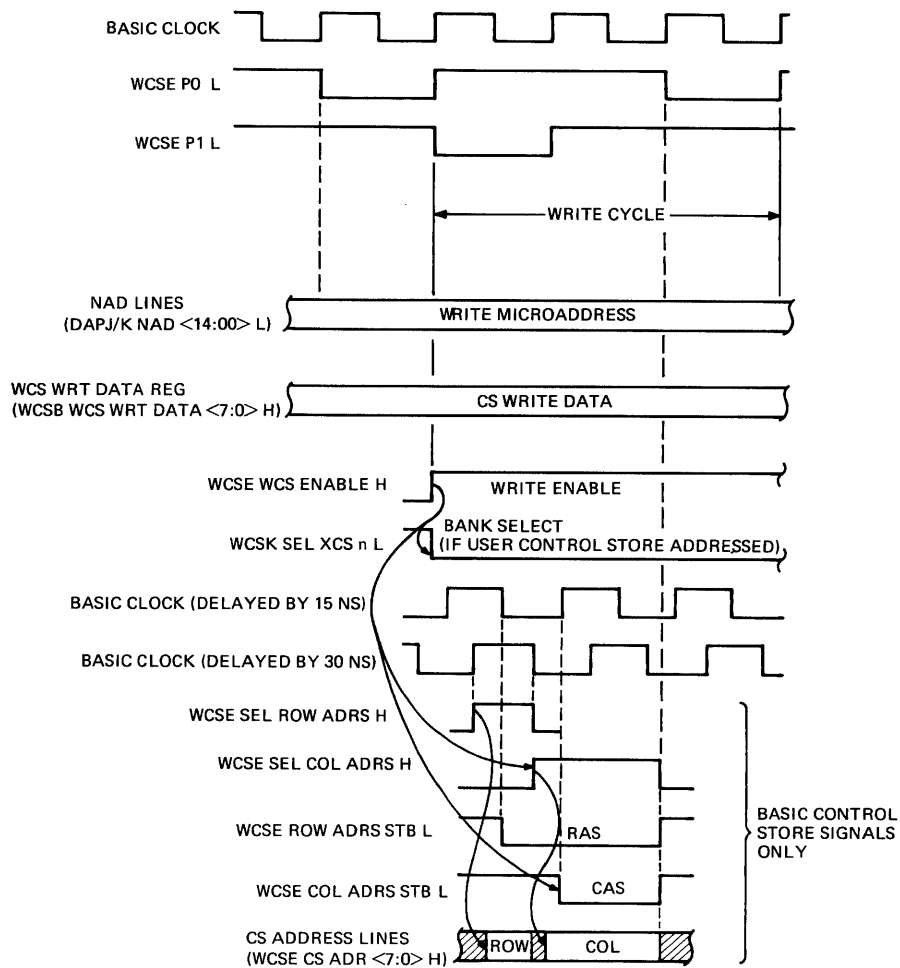 BASIC CLOCK
WCSE P0 L
WCSE P1 L
WRITE CYCLE
NAD LINES
(DAPJ/K NAD <14:00> L)
WRITE MICROADDRESS
WCS WRT DATA REG
(WCSB WCS WRT DATA <7:0> H)
CS WRITE DATA
WCSE WCS ENABLE H
WRITE ENABLE
WCSK SEL XCS n L
BANK SELECT
(IF USER CONTROL STORE ADDRESSED)
BASIC CLOCK (DELAYED BY 15 NS)
BASIC CLOCK (DELAYED BY 30 NS)
WCSE SEL ROW ADRS H
WCSE SEL COL ADRS H
WCSE ROW ADRS STB L
RAS
WCSE COL ADRS STB L
CAS
BASIC CONTROL
STORE SIGNALS
ONLY
CS ADDRESS LINES
(WCSE CS ADR <7:0> H)
ROW
COL